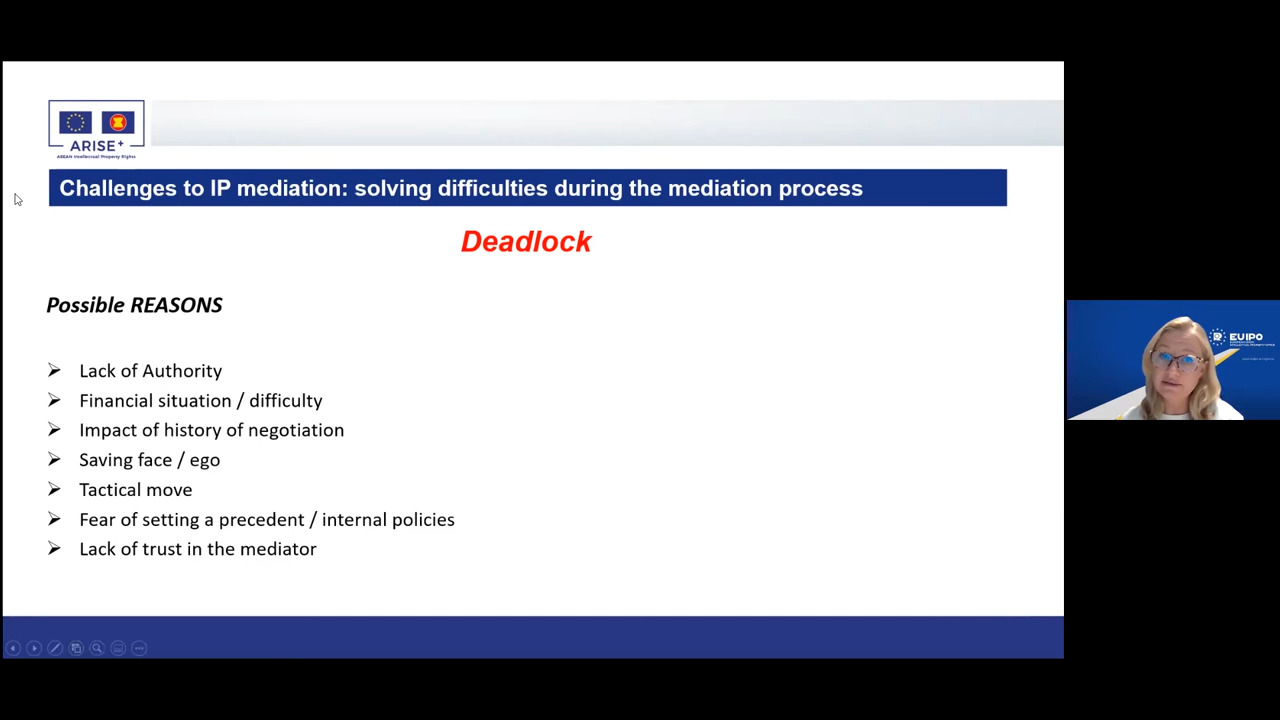 ARISE+
ASEAN Intellectual Property Rights
Challenges to IP mediation: solving difficulties during the mediation process
Deadlock
Possible REASONS
Lack of Authority
Financial situation / difficulty
Impact of history of negotiation
Saving face / ego
Tactical move
Fear of setting a precedent / internal policies
Lack of trust in the mediator
EUIPO